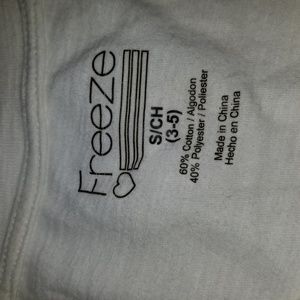 Freeze
S/CH
(3-5)
60% Cotton / Algodon
40% Polyester / Poliester
Made in China
Hecho en China